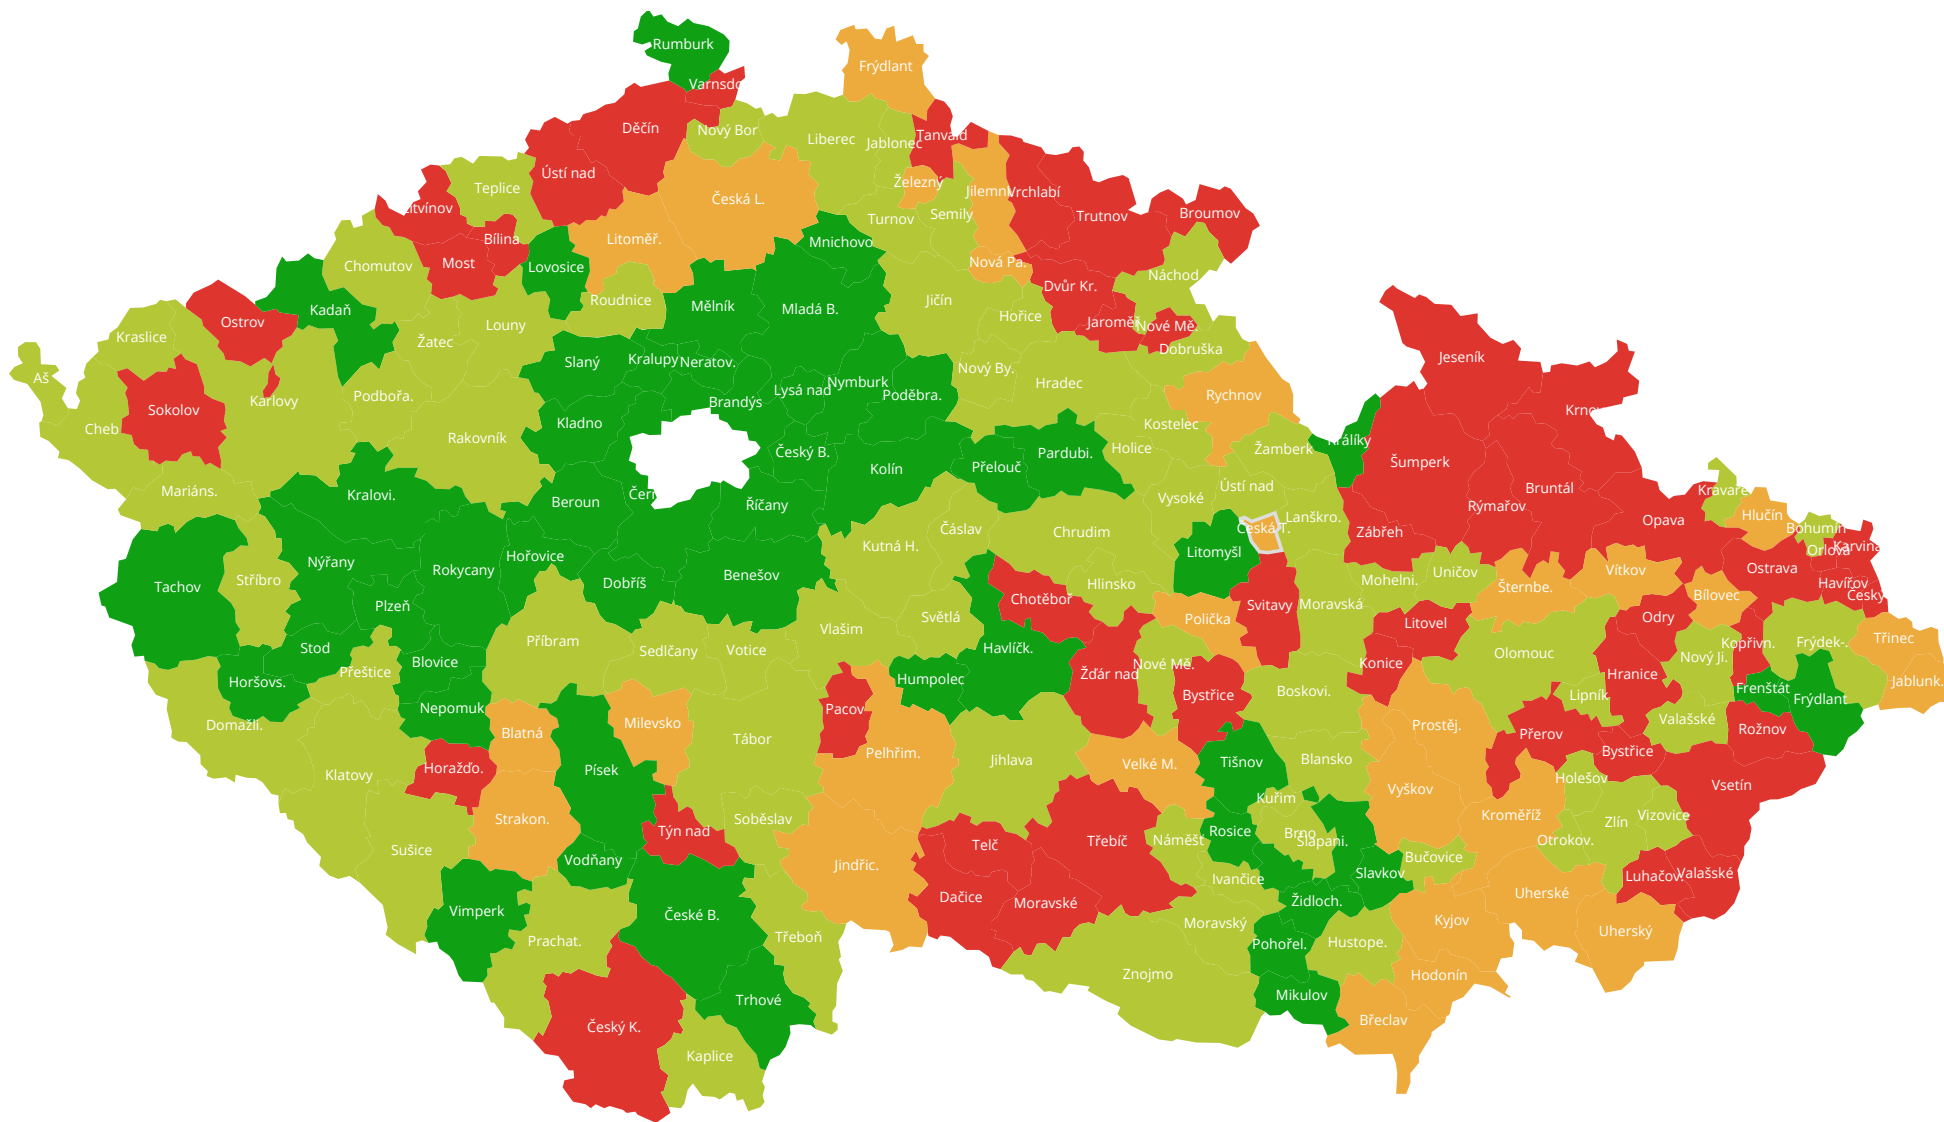 Rumburk
Frýdlant
Varnsdo
Děčín
Nový Bor
Liberec
Jablonec
Tanvald
Ústí nad
Teplice
Železný
Jilemni
Vrchlabí
Česká L.
Litvínov
Turnov
Semily
Trutnov
Broumov
Bílina
Litoměř.
Mnichovo
Most
Chomutov
Lovosice
Nová Pa.
Náchod
Dvůr Kr.
Roudnice
Mělník
Mladá B.
Jičín
Kadaň
Hořice
Ostrov
Louny
Jaroměř
Nové Mě.
Kraslice
Žatec
Dobruška
Slaný
Kralupy
Neratov.
Jeseník
Aš
Nový By.
Hradec
Nymburk
Lysá nad
Poděbra.
Rychnov
Podbořa.
Karlovy
Brandýs
Sokolov
Krnov
Kladno
Kostelec
Cheb
Rakovník
Králíky
Český B.
Holice
Žamberk
Pardubi.
Přelouč
Kolín
Šumperk
Mariáns.
Kralovi.
Ústí nad
Bruntál
Kravaře
Vysoké
Beroun
Říčany
Rýmařov
Lanškro.
Hlučín
Opava
Česká T.
Bohumín
Čáslav
Chrudim
Zábřeh
Kutná H.
Karviná
Orlová
Litomyšl
Hořovice
Nýřany
Rokycany
Ostrava
Vítkov
Uničov
Benešov
Stříbro
Mohelni.
Dobříš
Hlinsko
Havířov
Tachov
Šternbe.
Český
Bílovec
Chotěboř
Plzeň
Svitavy
Moravská
Světlá
Odry
Polička
Litovel
Vlašim
Třinec
Příbram
Frýdek-.
Kopřivn.
Stod
Havlíčk.
Votice
Sedlčany
Olomouc
Nový Ji.
Blovice
Konice
Nové Mě.
Přeštice
Žďár nad
Hranice
Humpolec
Horšovs.
Jablunk.
Frenštát
Boskovi.
Bystřice
Lipník
Frýdlant
Nepomuk
Pacov
Valašské
Milevsko
Domažli.
Prostěj.
Rožnov
Blatná
Přerov
Tábor
Bystřice
Pelhřim.
Jihlava
Blansko
Tišnov
Velké M.
Horažďo.
Písek
Klatovy
Holešov
Vsetín
Vyškov
Kuřim
Kroměříž
Vizovice
Strakon.
Soběslav
Zlín
Týn nad
Rosice
Brno
Šlapani.
Náměšť
Třebíč
Otrokov.
Telč
Sušice
Bučovice
Vodňany
Jindřic.
Slavkov
Valašské
Luhačov.
Ivančice
Uherské
Dačice
Židloch.
Moravské
Vimperk
České B.
Kyjov
Moravský
Uherský
Třeboň
Prachat.
Hustope.
Pohořel.
Znojmo
Hodonín
Mikulov
Trhové
Břeclav
Český K.
Kaplice